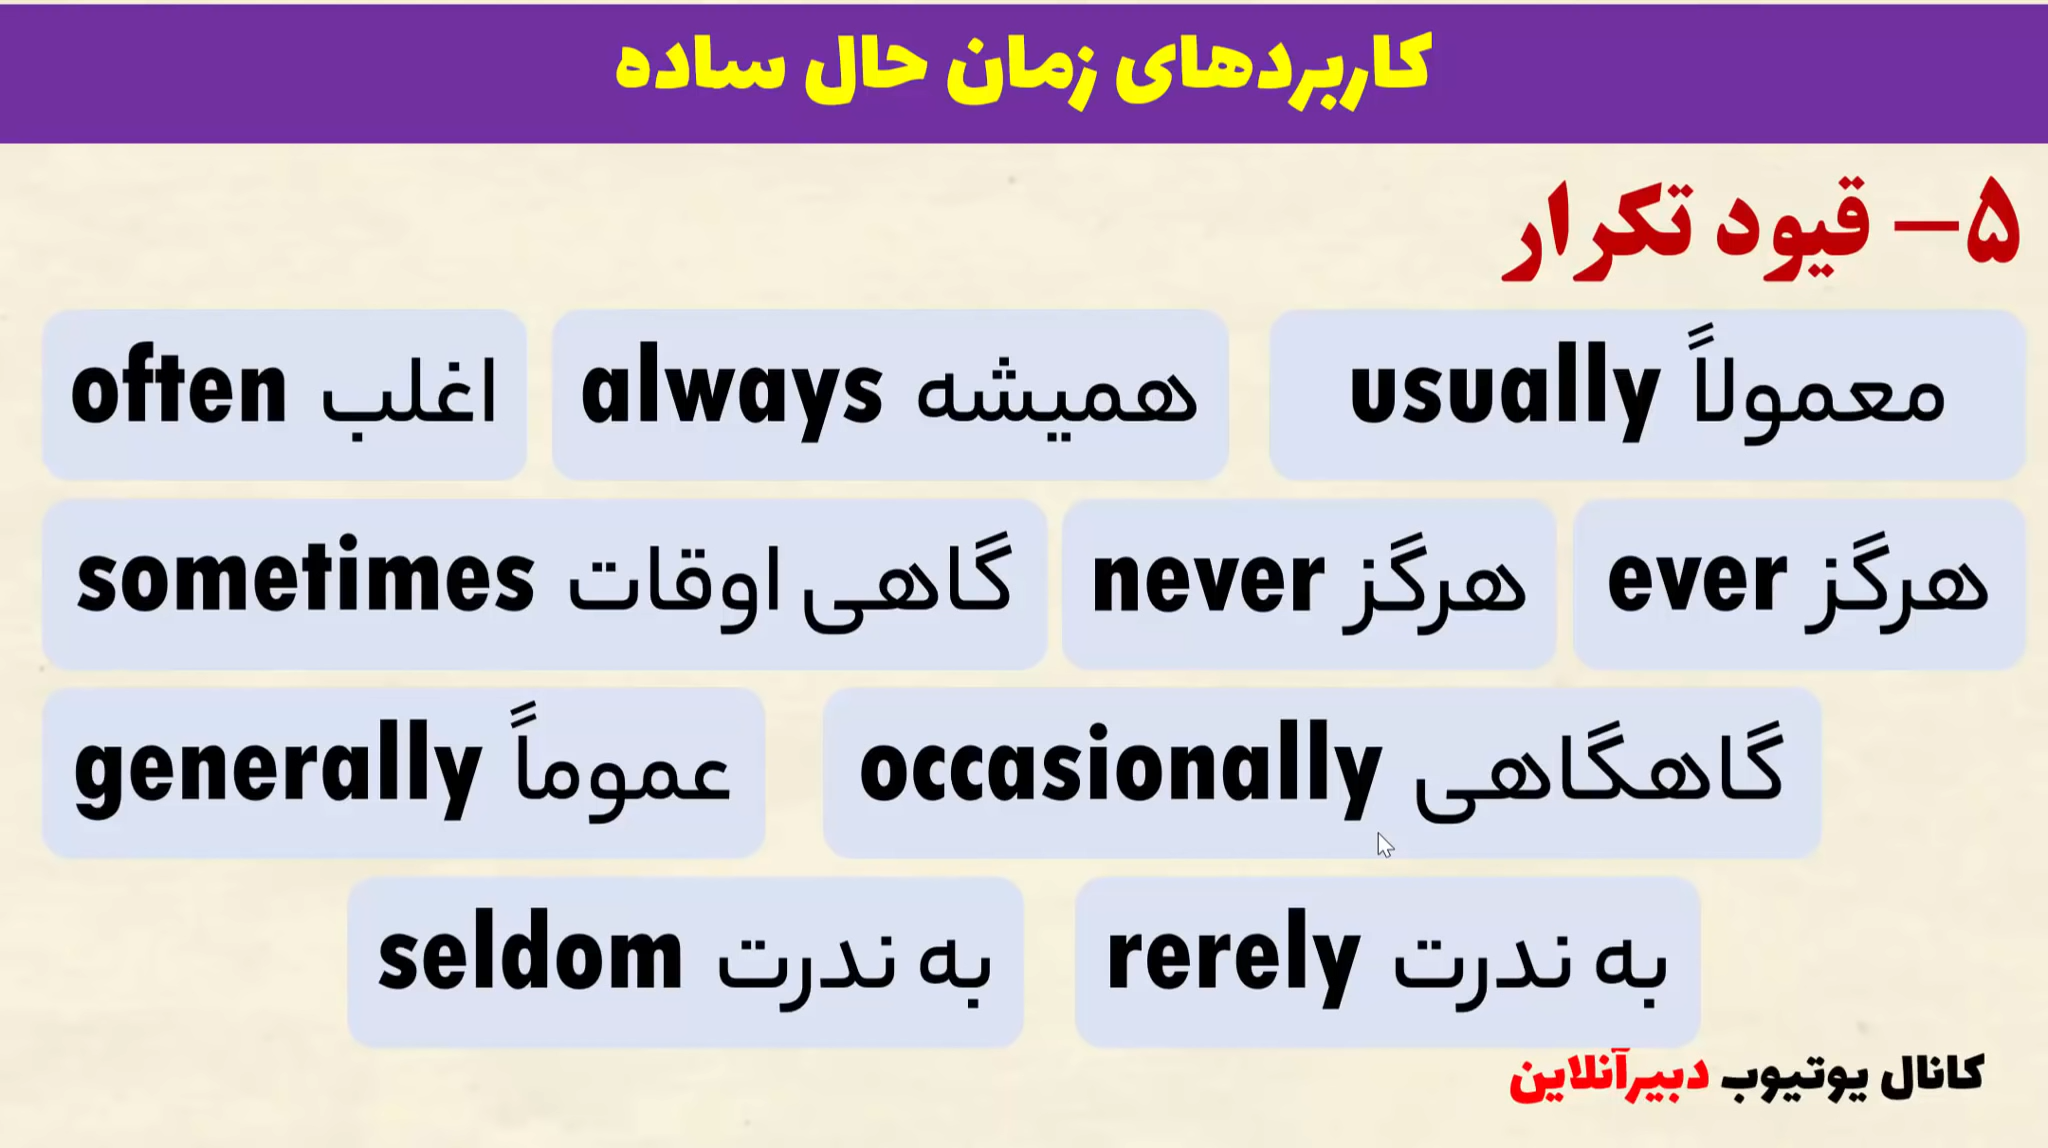 کاربردهای زمان حال ساده
۵- قیود تکرار
معمولاً usually
همیشه always
اغلب often
هرگز ever
هرگز never
گاهی اوقات sometimes
گاهگاهی occasionally
عموماً generally
به ندرت rerely
به ندرت seldom
کانال یوتیوب دبیرآنلاین